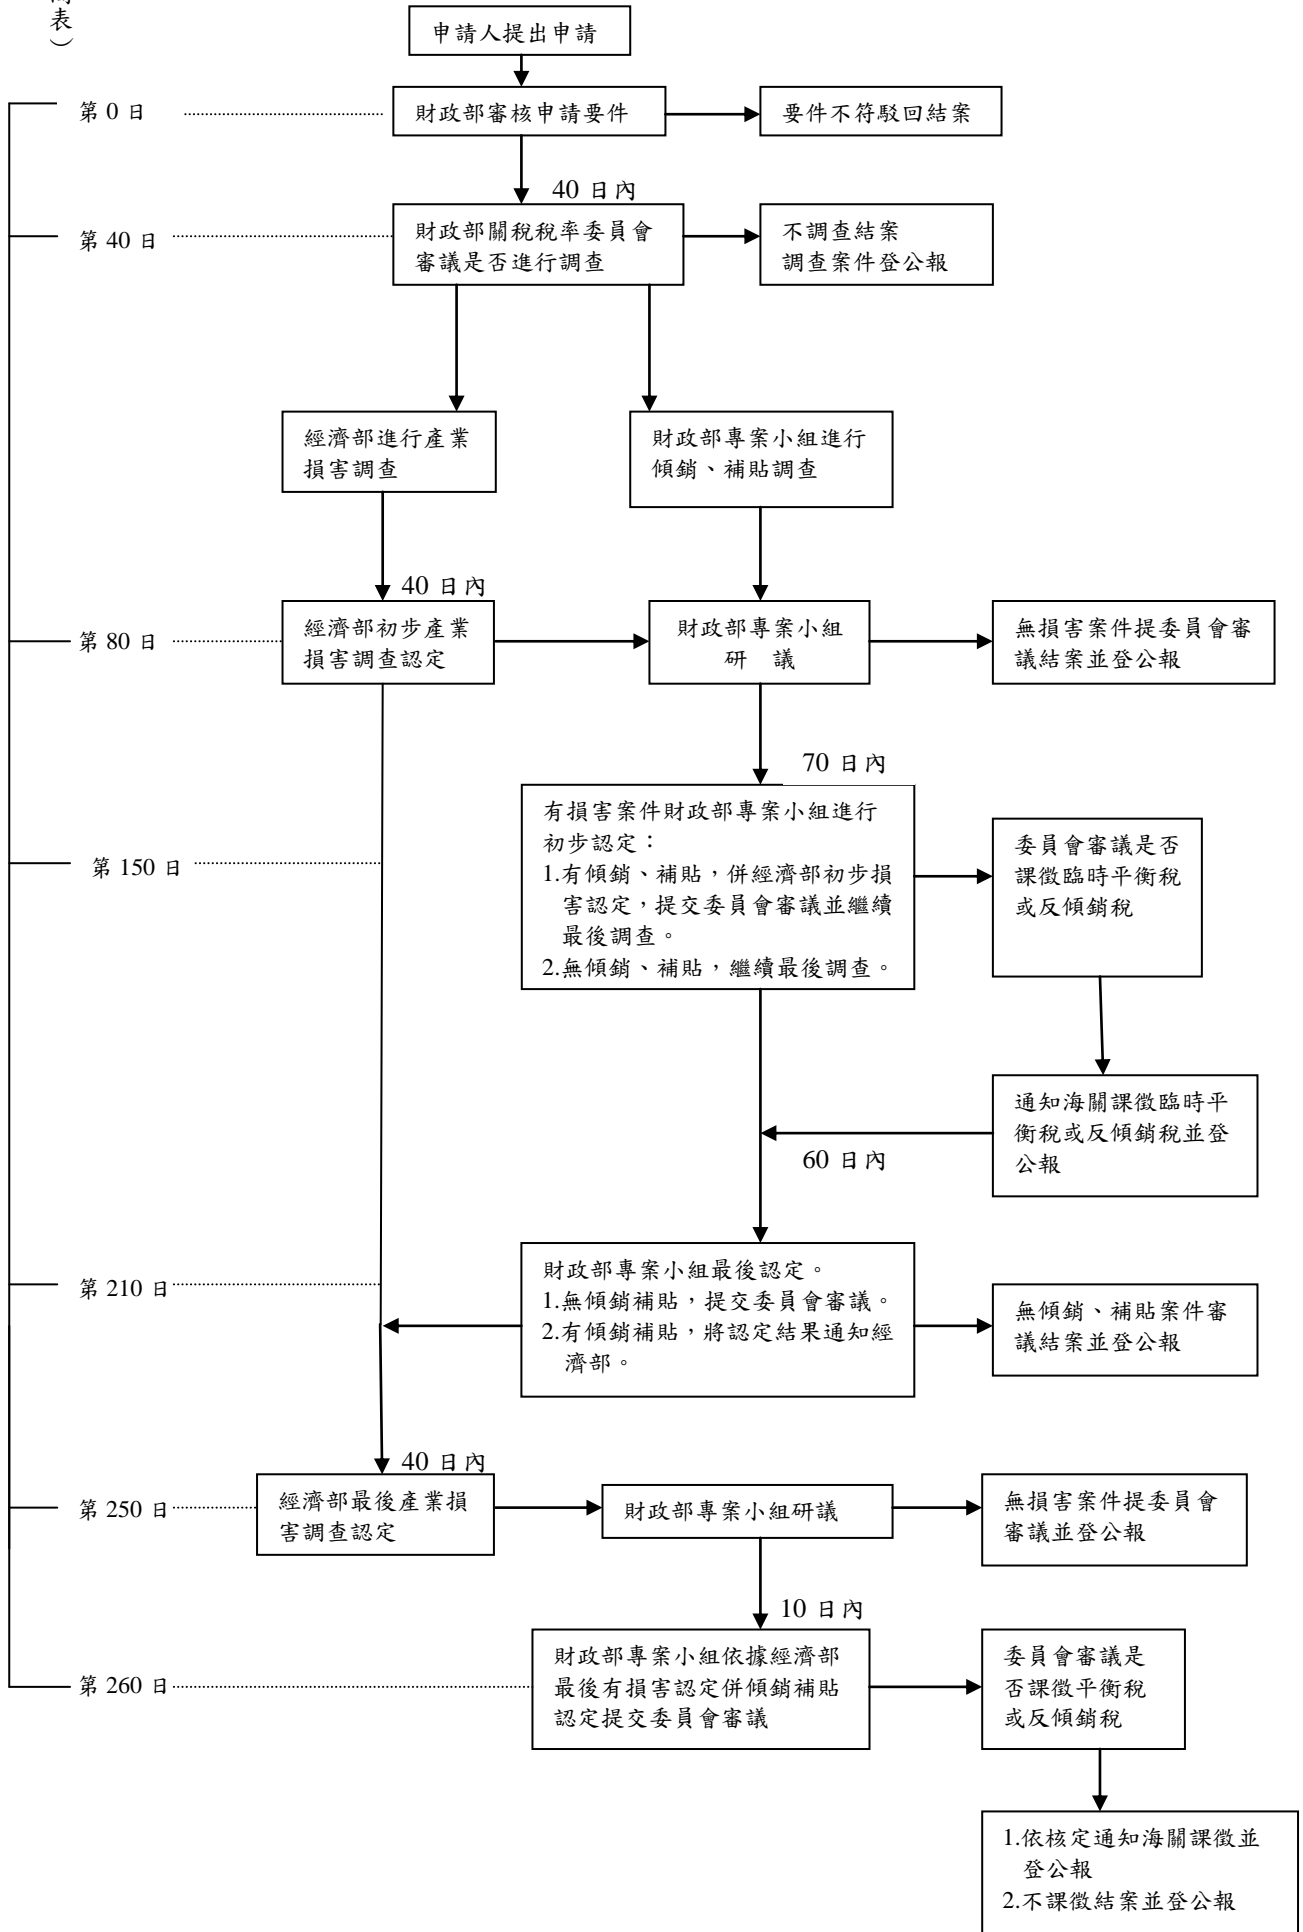 表）
申請人提出申請
第 0 日
財政部審核申請要件
要件不符駁回結案
40 日內
第 40 日
財政部關稅稅率委員會
審議是否進行調查
不調查結案
調查案件登公報
經濟部進行產業
損害調查
財政部專案小組進行
傾銷、補貼調查
40 日內
第 80 日
經濟部初步產業
損害調查認定
財政部專案小組
研　議
無損害案件提委員會審
議結案並登公報
70 日內
第 150 日
有損害案件財政部專案小組進行
初步認定：
1.有傾銷、補貼，併經濟部初步損
害認定，提交委員會審議並繼續
最後調查。
2.無傾銷、補貼，繼續最後調查。
委員會審議是否
課徵臨時平衡稅
或反傾銷稅
通知海關課徵臨時平
衡稅或反傾銷稅並登
公報
60 日內
第 210 日
財政部專案小組最後認定。
1.無傾銷補貼，提交委員會審議。
2.有傾銷補貼，將認定結果通知經
濟部。
無傾銷、補貼案件審
議結案並登公報
40 日內
第 250 日
經濟部最後產業損
害調查認定
財政部專案小組研議
無損害案件提委員會
審議並登公報
10 日內
第 260 日
財政部專案小組依據經濟部
最後有損害認定併傾銷補貼
認定提交委員會審議
委員會審議是
否課徵平衡稅
或反傾銷稅
1.依核定通知海關課徵並
登公報
2.不課徵結案並登公報